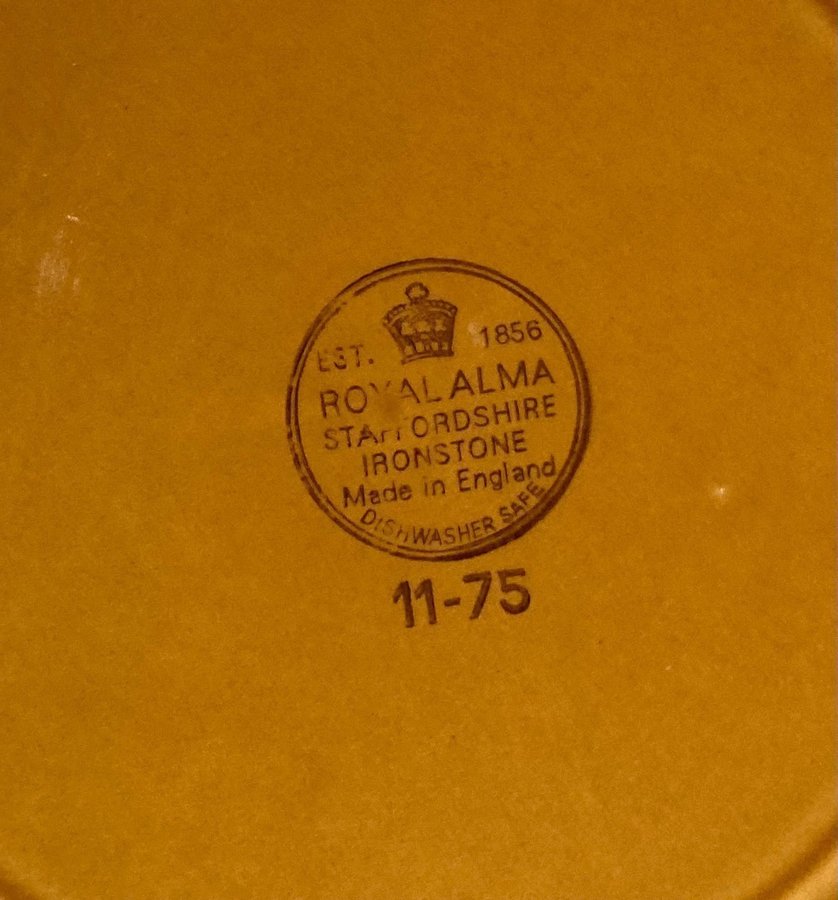 EST. 1856
ROYAL ALMA
STAFFORDSHIRE
IRONSTONE
Made in England
DISHWASHER SAFE
11-75